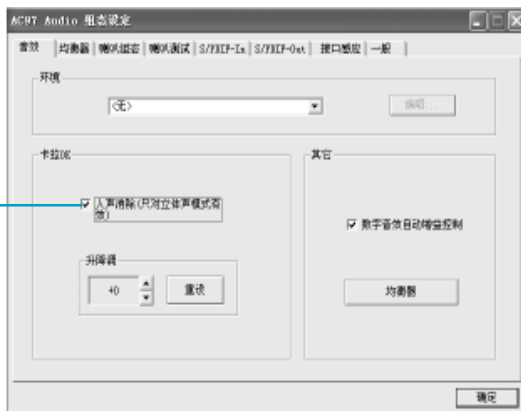 AC97 Audio 组态设定
音效 均衡器 喇叭组态 喇叭测试 S/PDIF-In S/PDIF-Out 接口感应 一般
环境
<无>
编辑...
卡拉OK
人声消除(只对立体声模式有
效)
升降调
+0
重设
其它
数字音效自动增益控制
均衡器
确定